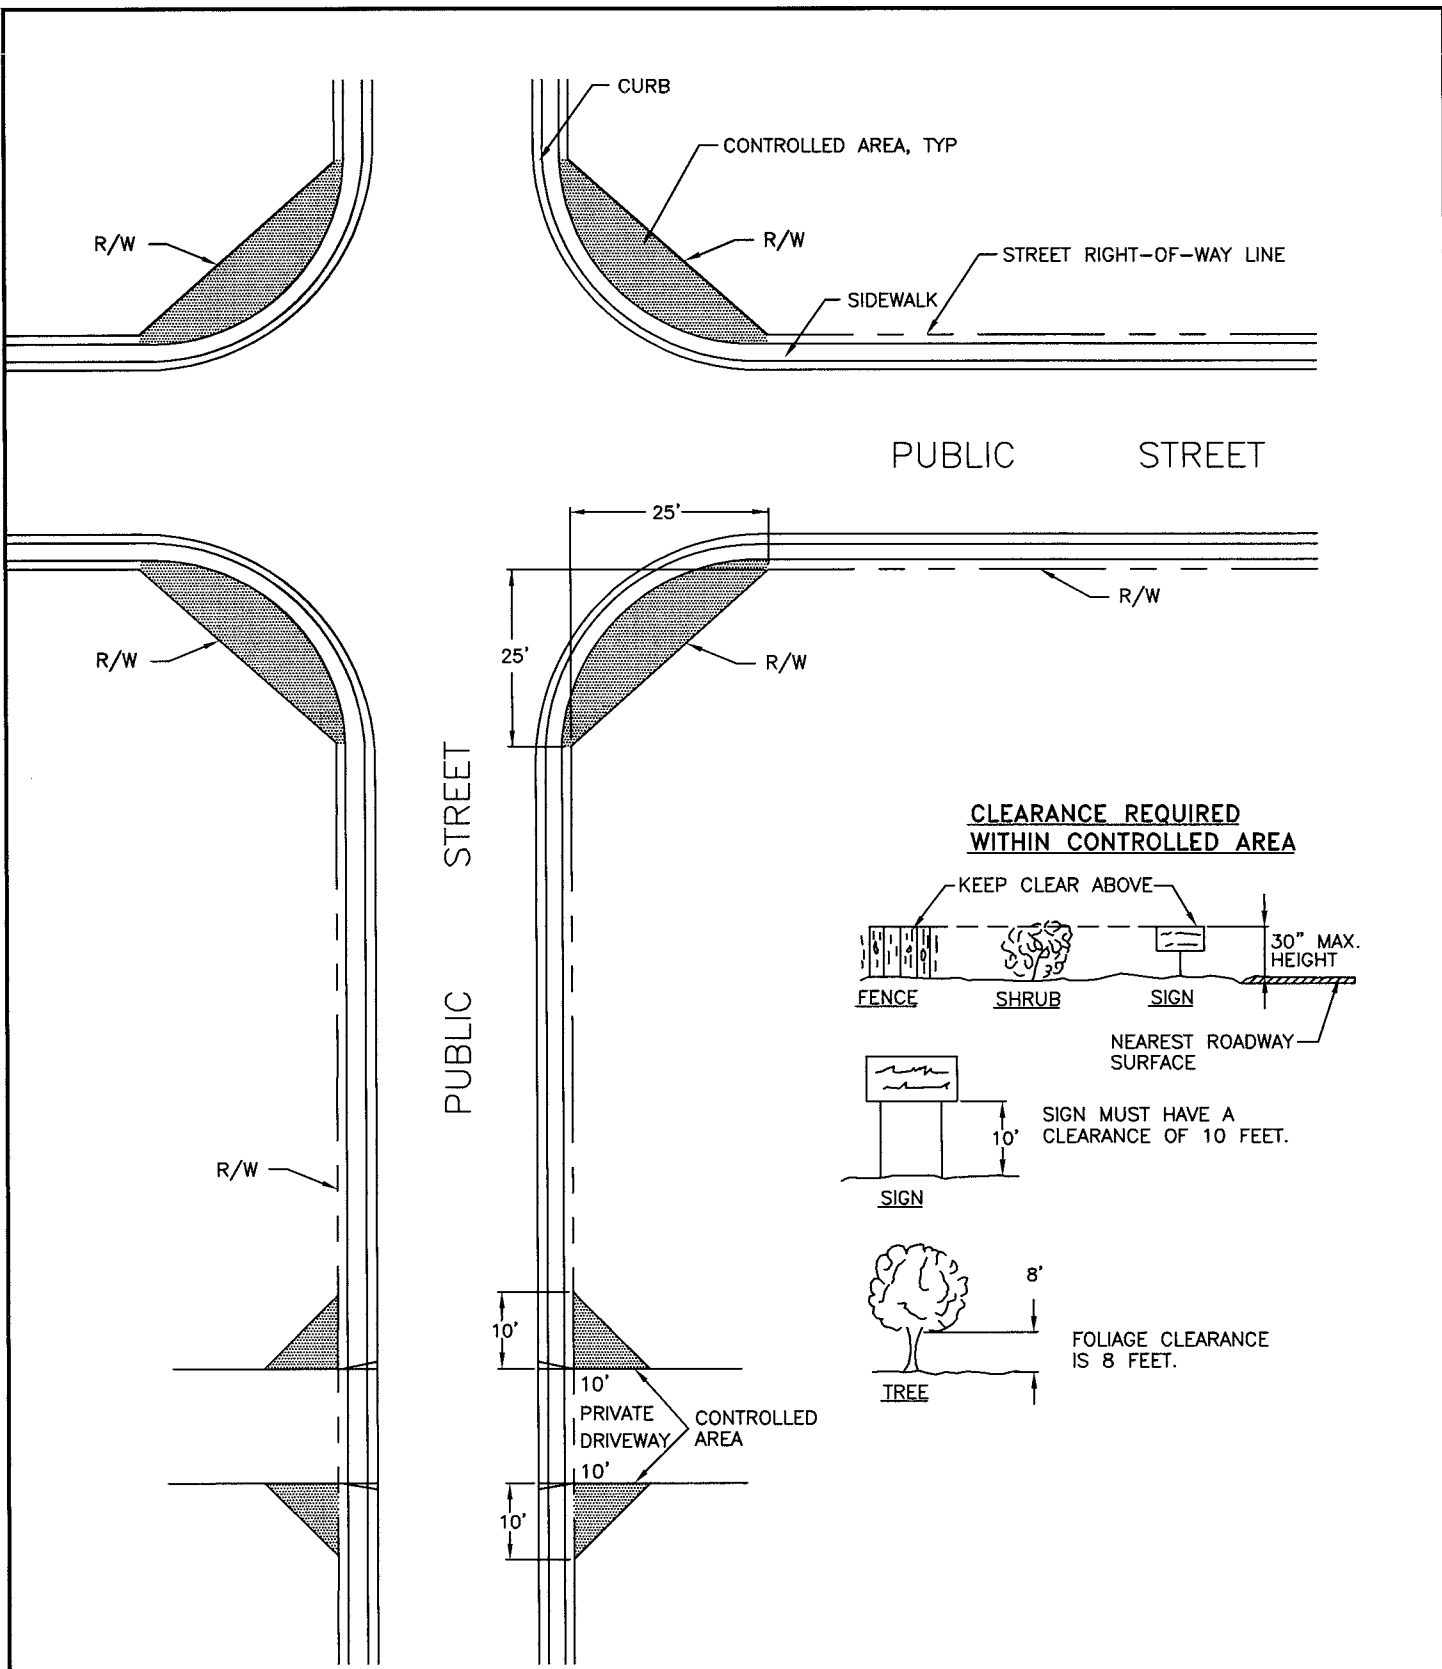 CURB
CONTROLLED AREA, TYP
R/W
R/W
STREET RIGHT-OF-WAY LINE
SIDEWALK
PUBLIC STREET
25'
R/W
25'
R/W
R/W
PUBLIC STREET
CLEARANCE REQUIRED
WITHIN CONTROLLED AREA
KEEP CLEAR ABOVE
30" MAX.
HEIGHT
FENCE
SHRUB
SIGN
NEAREST ROADWAY
SURFACE
10'
SIGN MUST HAVE A
CLEARANCE OF 10 FEET.
SIGN
R/W
8'
FOLIAGE CLEARANCE
IS 8 FEET.
TREE
10'
10'
PRIVATE
DRIVEWAY
CONTROLLED
AREA
10'
10'